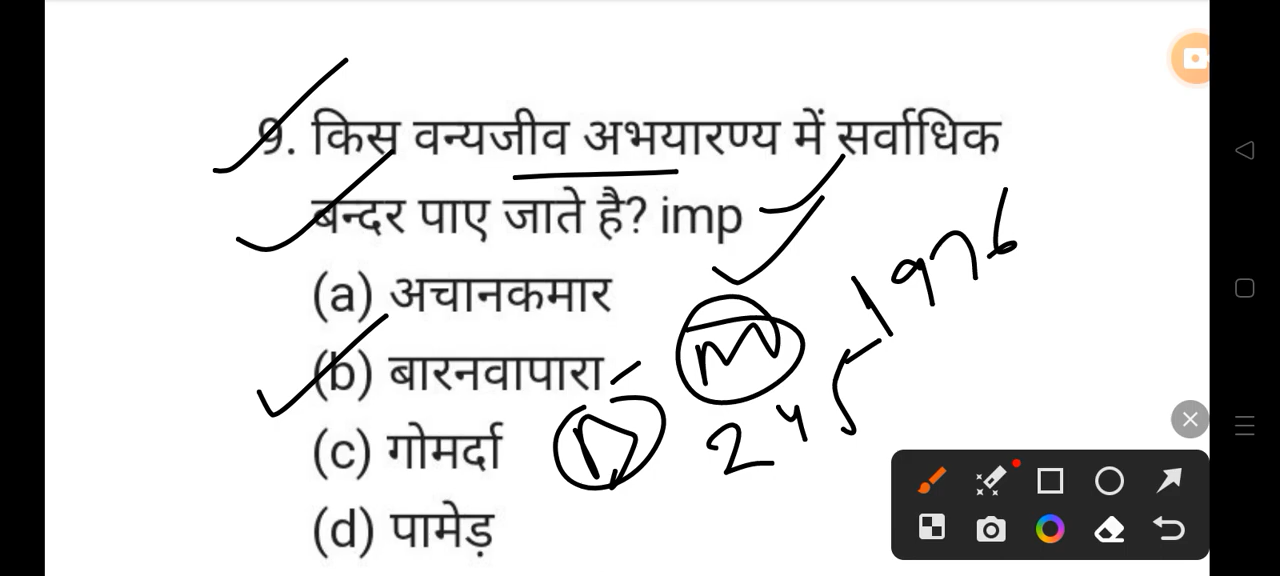 9. किस वन्यजीव अभयारण्य में सर्वाधिक
बन्दर पाए जाते है? imp
(a) अचानकमार
(b) बारनवापारा
(c) गोमर्दा
(d) पामेड़
M
D
245
1976